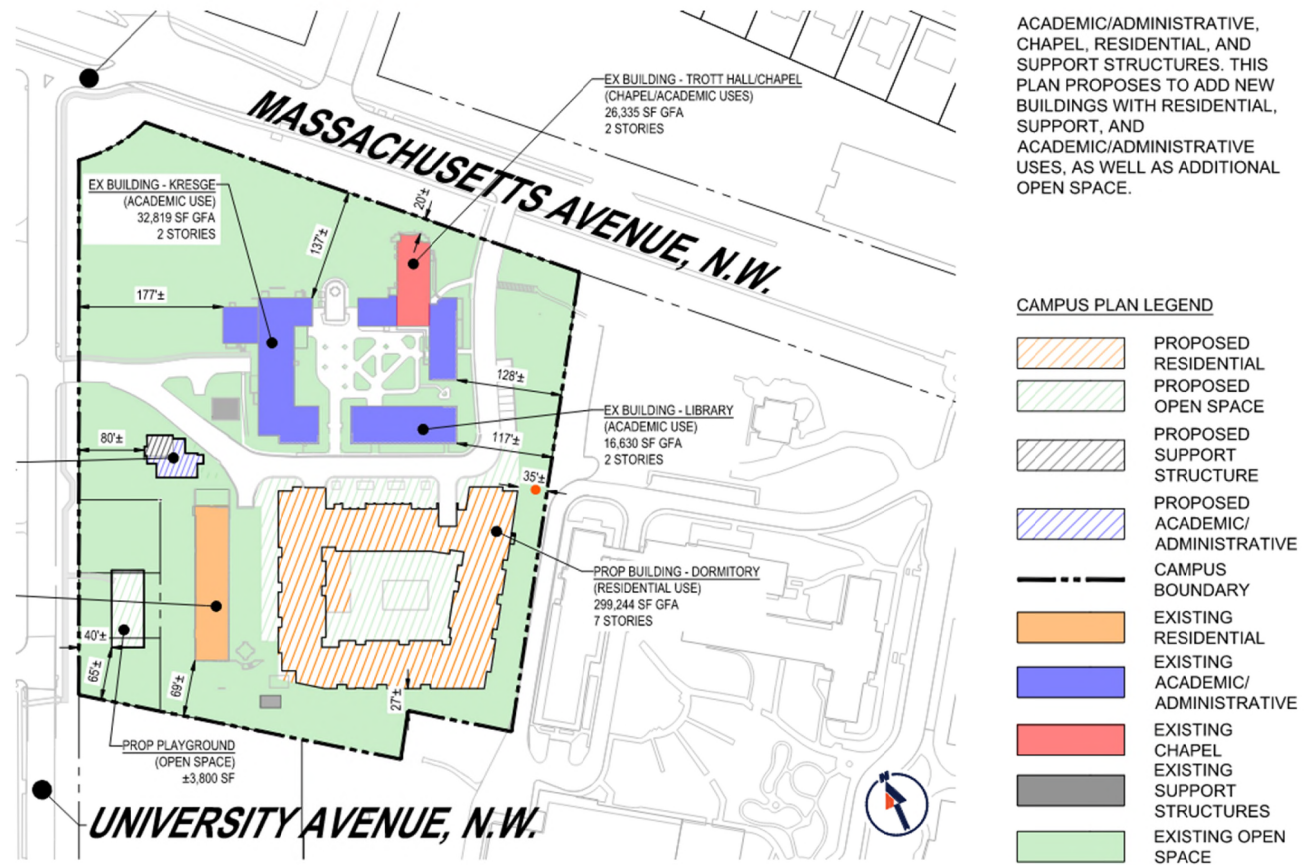 EX BUILDING - TROTT HALL/CHAPEL
(CHAPEL/ACADEMIC USES)
26,335 SF GFA
2 STORIES
MASSACHUSETTS AVENUE, N.W.
EX BUILDING - KRESGE
(ACADEMIC USE)
32,819 SF GFA
2 STORIES
20'±
137'±
177'±
128'±
EX BUILDING - LIBRARY
(ACADEMIC USE)
16,630 SF GFA
2 STORIES
117'±
80'±
35'±
PROP BUILDING - DORMITORY
(RESIDENTIAL USE)
299,244 SF GFA
7 STORIES
40'±
65'±
69'±
27'±
PROP PLAYGROUND
(OPEN SPACE)
±3,800 SF
UNIVERSITY AVENUE, N.W.
N
ACADEMIC/ADMINISTRATIVE,
CHAPEL, RESIDENTIAL, AND
SUPPORT STRUCTURES. THIS
PLAN PROPOSES TO ADD NEW
BUILDINGS WITH RESIDENTIAL,
SUPPORT, AND
ACADEMIC/ADMINISTRATIVE
USES, AS WELL AS ADDITIONAL
OPEN SPACE.
CAMPUS PLAN LEGEND
PROPOSED
RESIDENTIAL
PROPOSED
OPEN SPACE
PROPOSED
SUPPORT
STRUCTURE
PROPOSED
ACADEMIC/
ADMINISTRATIVE
CAMPUS
BOUNDARY
EXISTING
RESIDENTIAL
EXISTING
ACADEMIC/
ADMINISTRATIVE
EXISTING
CHAPEL
EXISTING
SUPPORT
STRUCTURES
EXISTING OPEN
SPACE